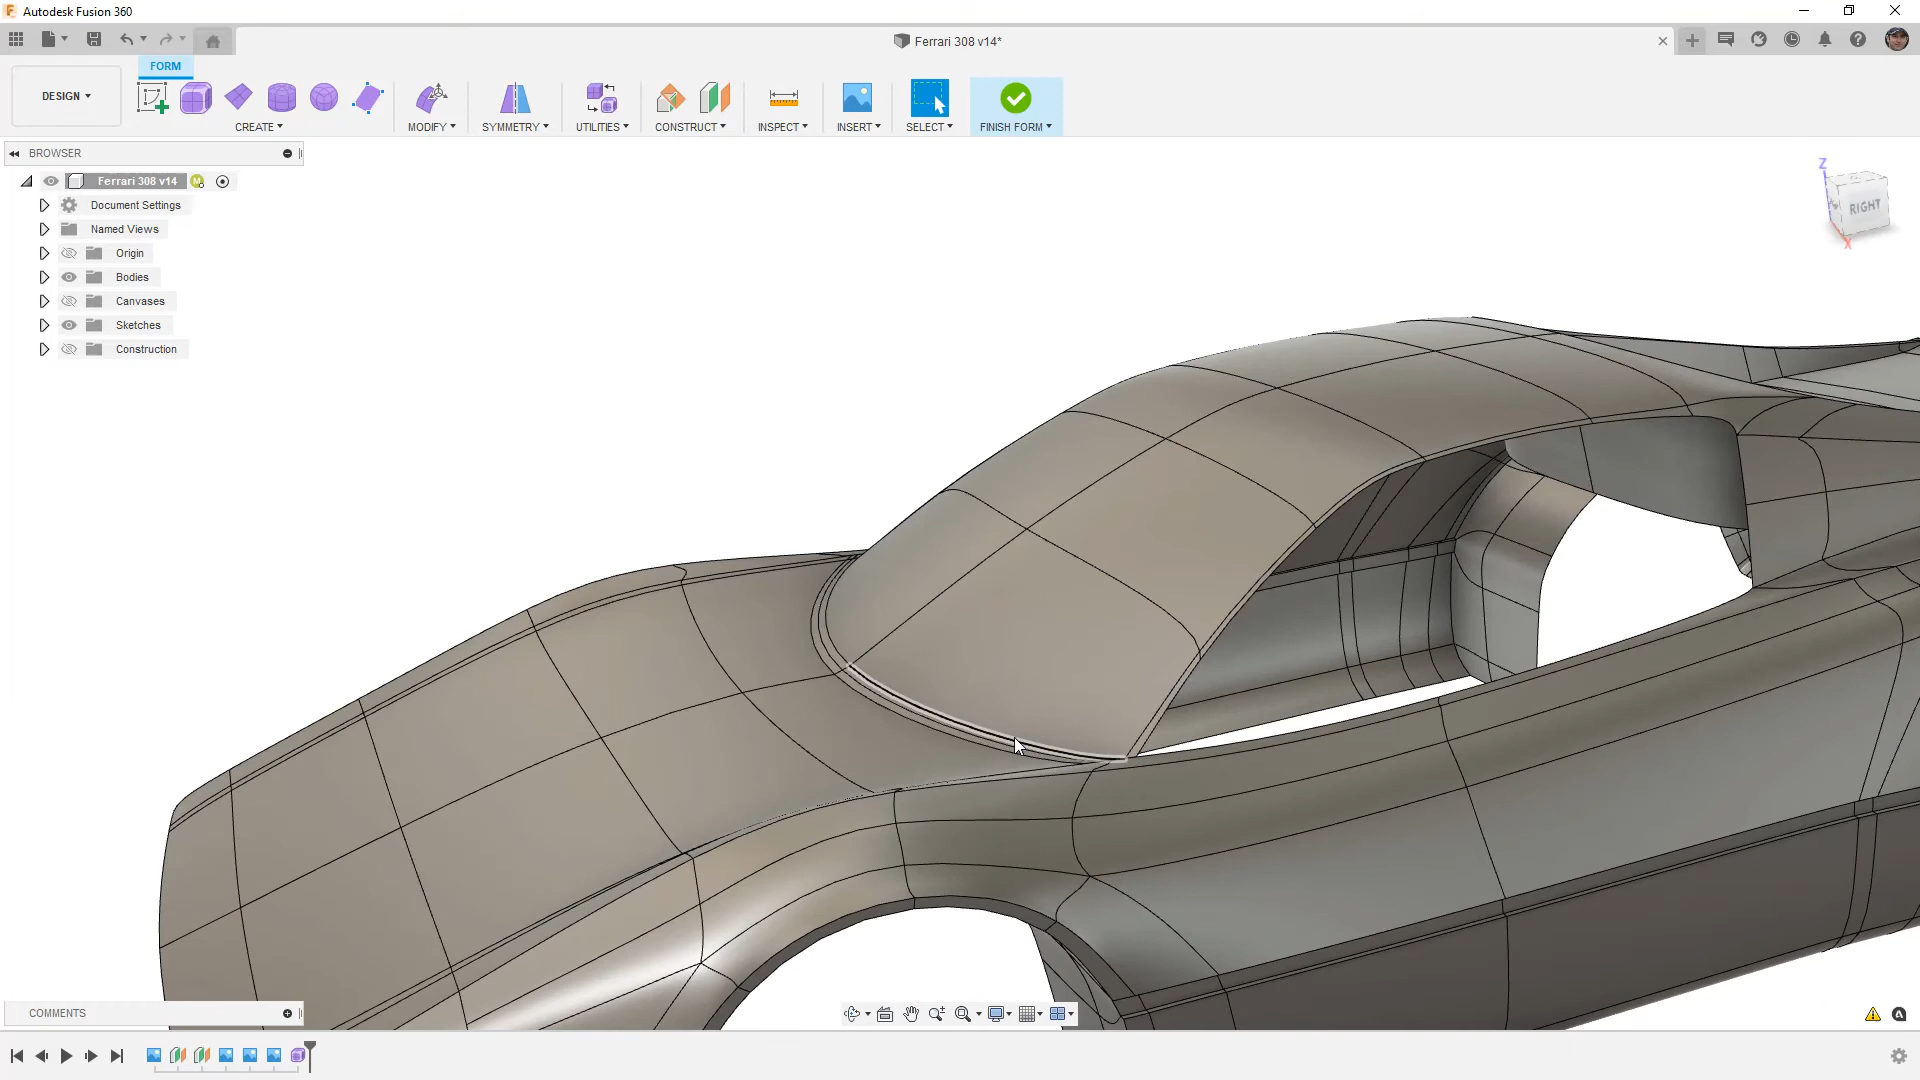 Autodesk Fusion 360
Ferrari 308 v14*
FORM
DESIGN
CREATE
MODIFY
SYMMETRY
UTILITIES
CONSTRUCT
INSPECT
INSERT
SELECT
FINISH FORM
BROWSER
Ferrari 308 v14
Document Settings
Named Views
Origin
Bodies
Canvases
Sketches
Construction
Z
RIGHT
X
COMMENTS